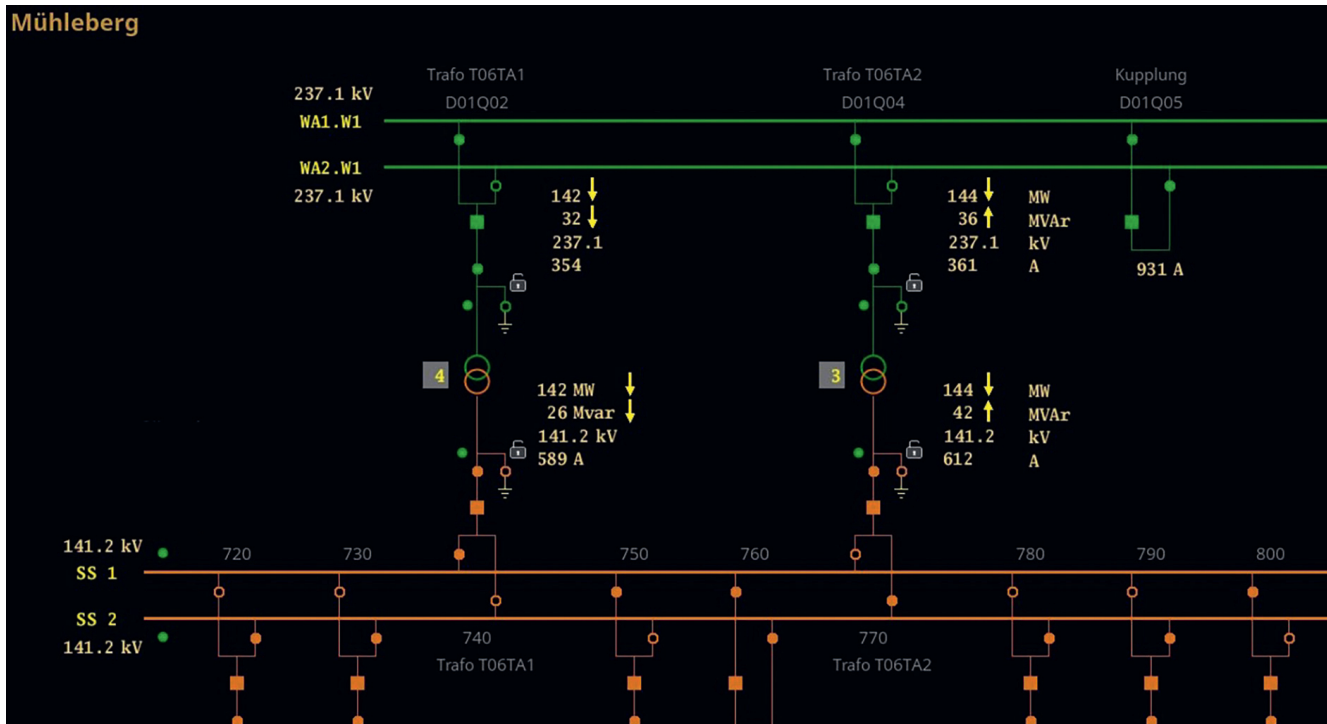 Mühleberg
Trafo T06TA1
Trafo T06TA2
Kupplung
237.1 kV
D01Q02
D01Q04
D01Q05
WA1.W1
WA2.W1
237.1 kV
142
32
237.1
354
144 MW
36 MVAr
237.1 kV
361 A
931 A
4
3
142 MW
26 Mvar
141.2 kV
589 A
144 MW
42 MVAr
141.2 kV
612 A
141.2 kV
720
730
750
760
780
790
800
SS 1
SS 2
141.2 kV
740
Trafo T06TA1
770
Trafo T06TA2